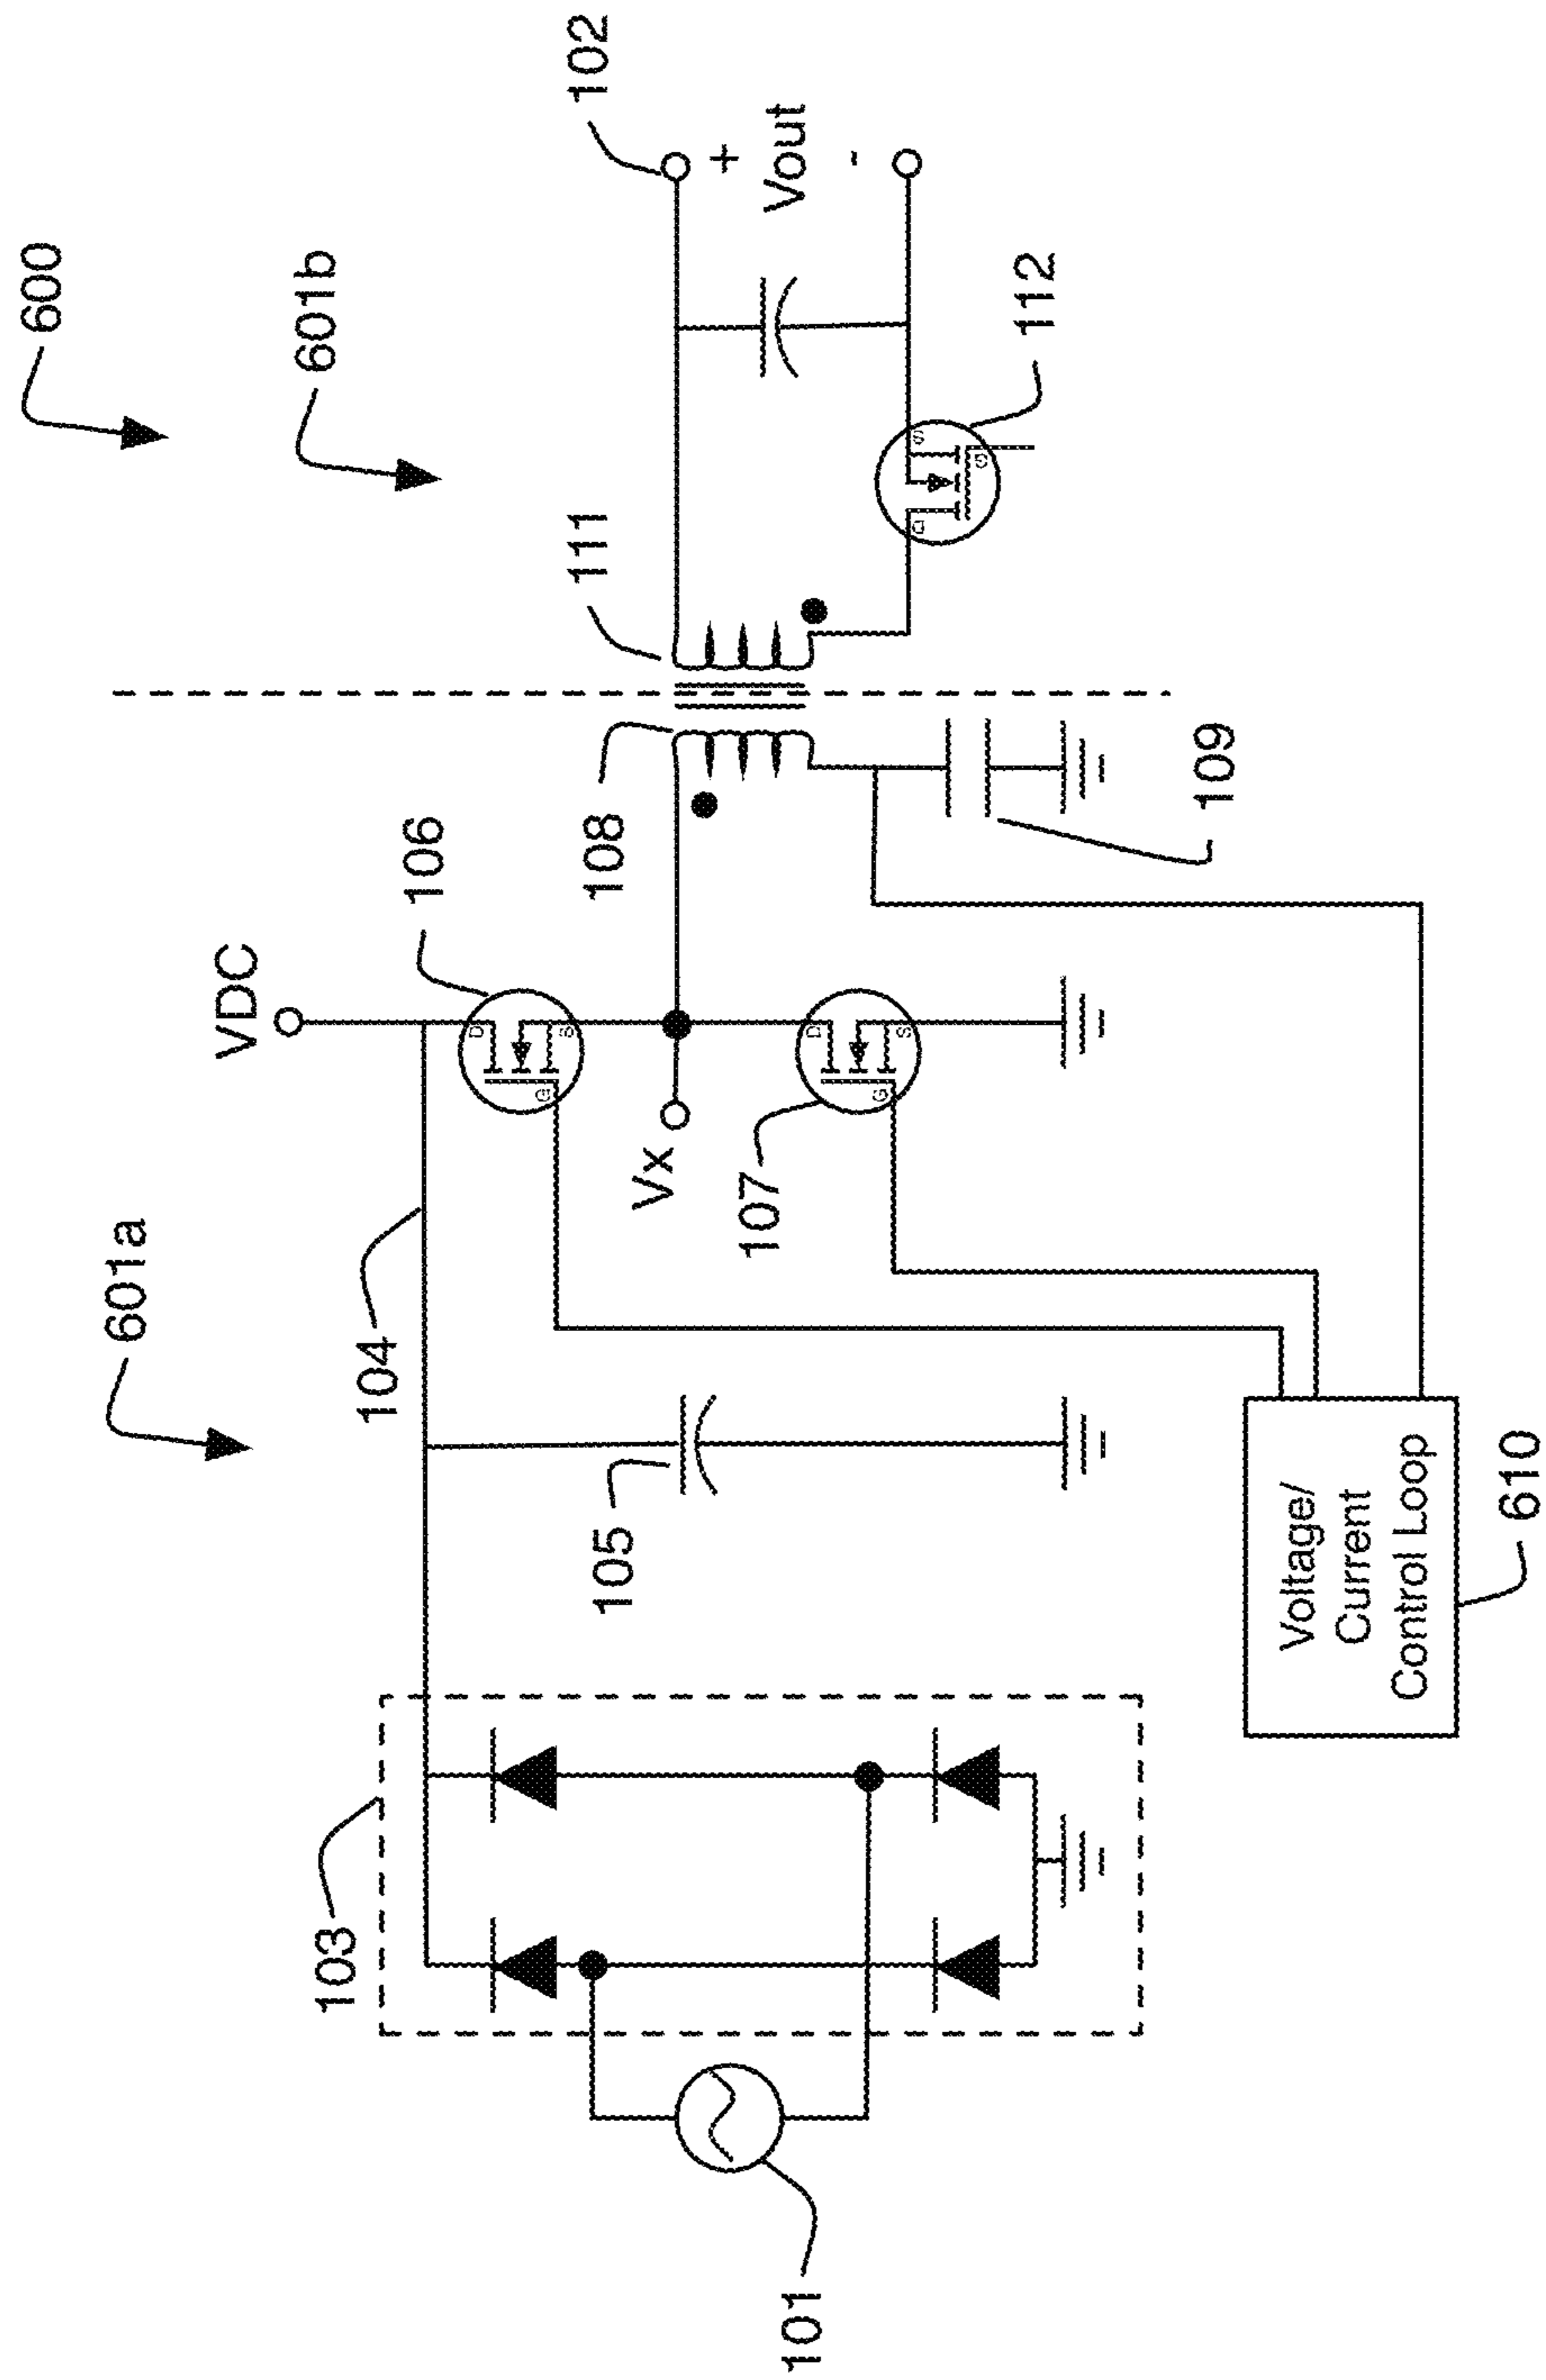 600
601b
601a
102
+
Vout
-
111
112
VDC
106
108
109
104
Vx
107
105
103
101
D
S
G
D
S
G
D
S
G
Voltage/
Current
Control Loop
610